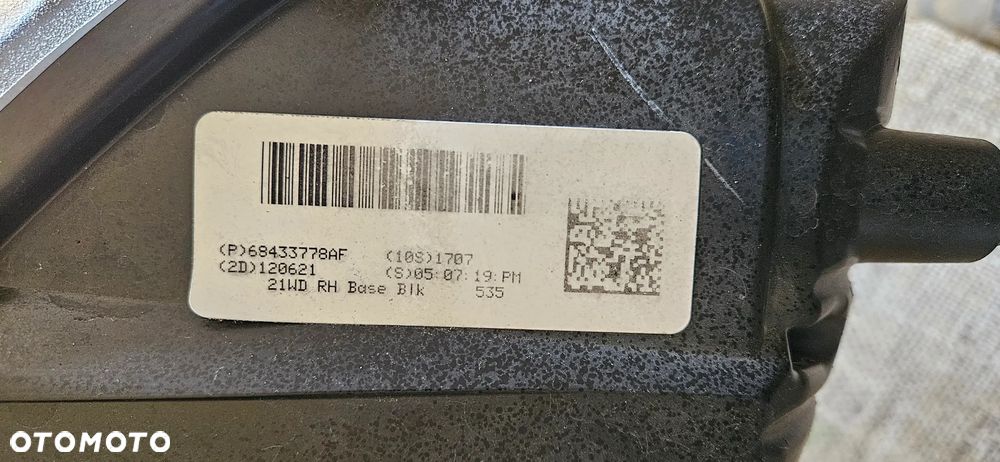 (P)68433778AF (10S)1707
(2D)120621 (S)05:07:19:PM
21WD RH Base Blk 535
OTOMOTO